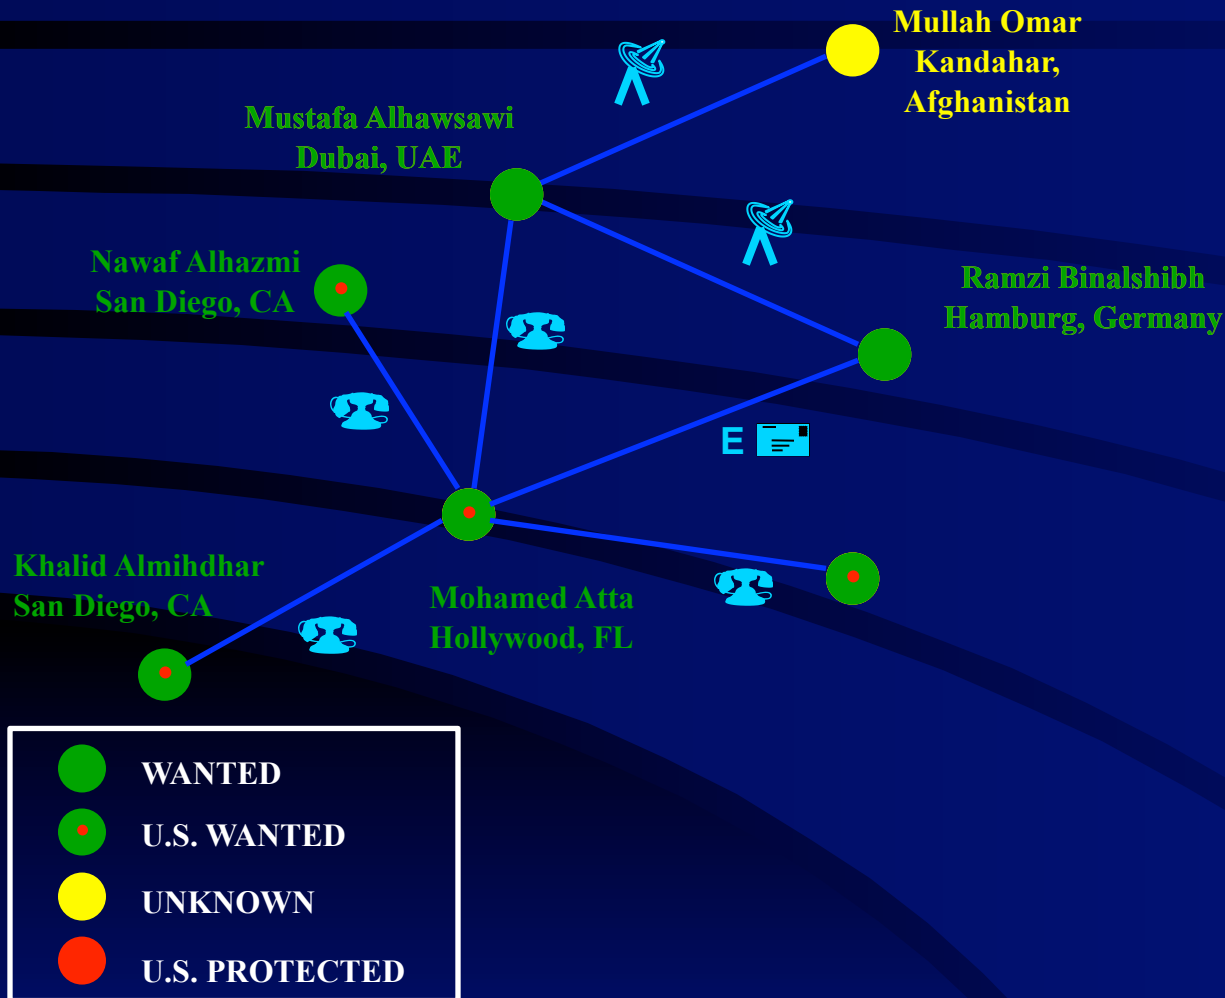 Mullah Omar
Kandahar,
Afghanistan
Mustafa Alhawsawi
Dubai, UAE
Nawaf Alhazmi
San Diego, CA
Ramzi Binalshibh
Hamburg, Germany
E
Khalid Almihdhar
San Diego, CA
Mohamed Atta
Hollywood, FL
WANTED
U.S. WANTED
UNKNOWN
U.S. PROTECTED